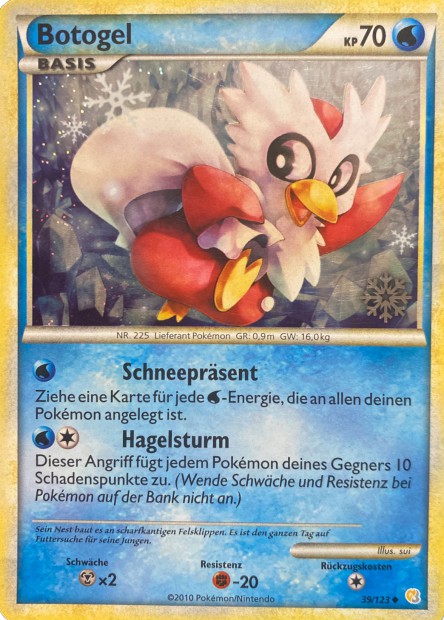 Botogel
KP 70
BASIS
NR. 225 Lieferant Pokémon GR: 0,9m GW: 16,0kg
Schneepräsent
Ziehe eine Karte für jede -Energie, die an allen deinen
Pokémon angelegt ist.
Hagelsturm
Dieser Angriff fügt jedem Pokémon deines Gegners 10
Schadenspunkte zu. (Wende Schwäche und Resistenz bei
Pokémon auf der Bank nicht an.)
Sein Nest baut es an scharfkantigen Felsklippen. Es ist den ganzen Tag auf
Futtersuche für seine Jungen.
Illus. sui
Schwäche Resistenz Rückzugskosten
×2 -20
©2010 Pokémon/Nintendo
39/123